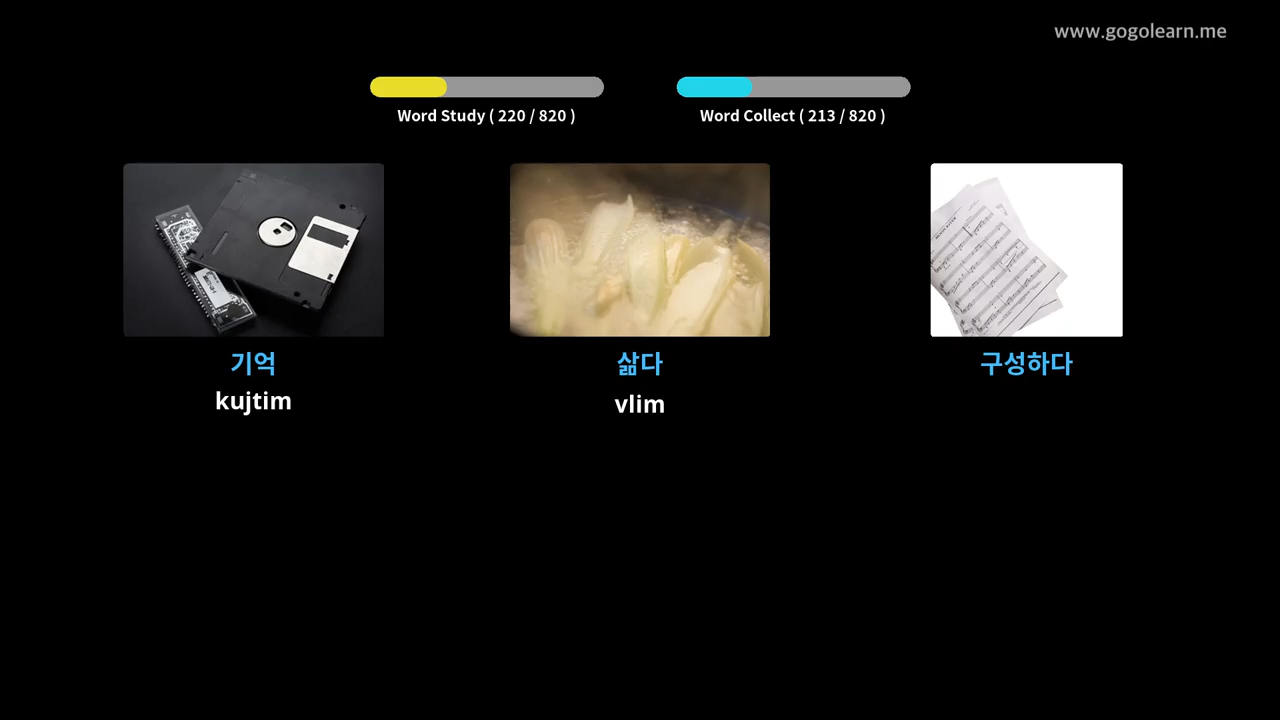 www.gogolearn.me
Word Study ( 220 / 820 )
Word Collect ( 213 / 820 )
기억
kujtim
삶다
vlim
구성하다